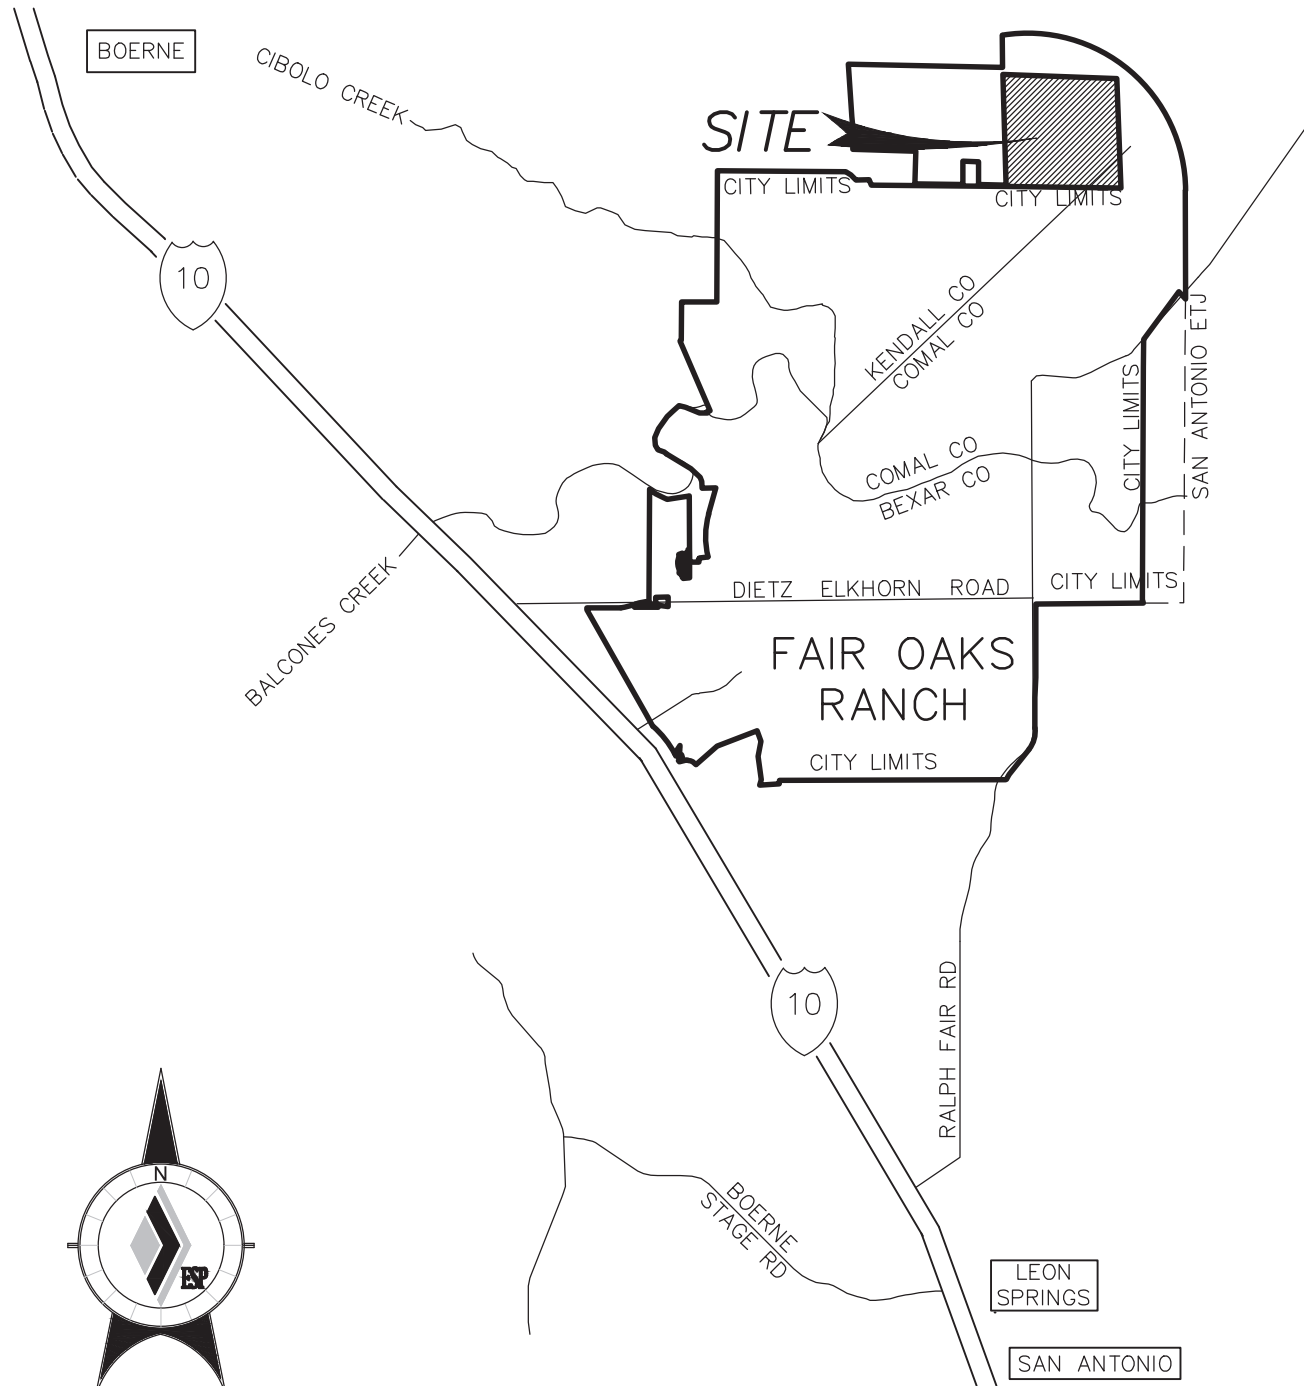 BOERNE
CIBOLO CREEK
SITE
CITY LIMITS
CITY LIMITS
10
KENDALL CO
COMAL CO
SAN ANTONIO ETJ
CITY LIMITS
COMAL CO
BEXAR CO
BALCONES CREEK
DIETZ ELKHORN ROAD
CITY LIMITS
FAIR OAKS
RANCH
CITY LIMITS
10
RALPH FAIR RD
N
ESP
BOERNE
STAGE RD
LEON
SPRINGS
SAN ANTONIO